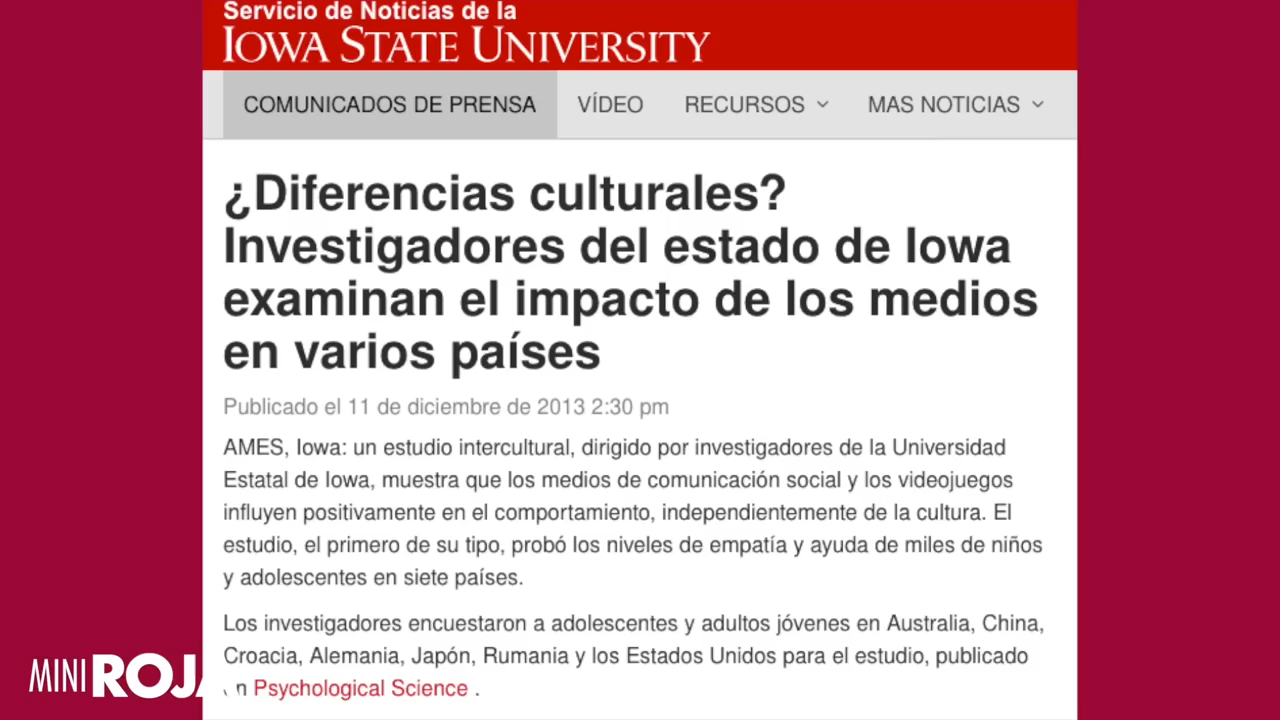 Servicio de Noticias de la
IOWA STATE UNIVERSITY
COMUNICADOS DE PRENSA VÍDEO RECURSOS MAS NOTICIAS
¿Diferencias culturales?
Investigadores del estado de Iowa
examinan el impacto de los medios
en varios países
Publicado el 11 de diciembre de 2013 2:30 pm
AMES, Iowa: un estudio intercultural, dirigido por investigadores de la Universidad
Estatal de Iowa, muestra que los medios de comunicación social y los videojuegos
influyen positivamente en el comportamiento, independientemente de la cultura. El
estudio, el primero de su tipo, probó los niveles de empatía y ayuda de miles de niños
y adolescentes en siete países.
Los investigadores encuestaron a adolescentes y adultos jóvenes en Australia, China,
Croacia, Alemania, Japón, Rumania y los Estados Unidos para el estudio, publicado
Psychological Science .
MINI